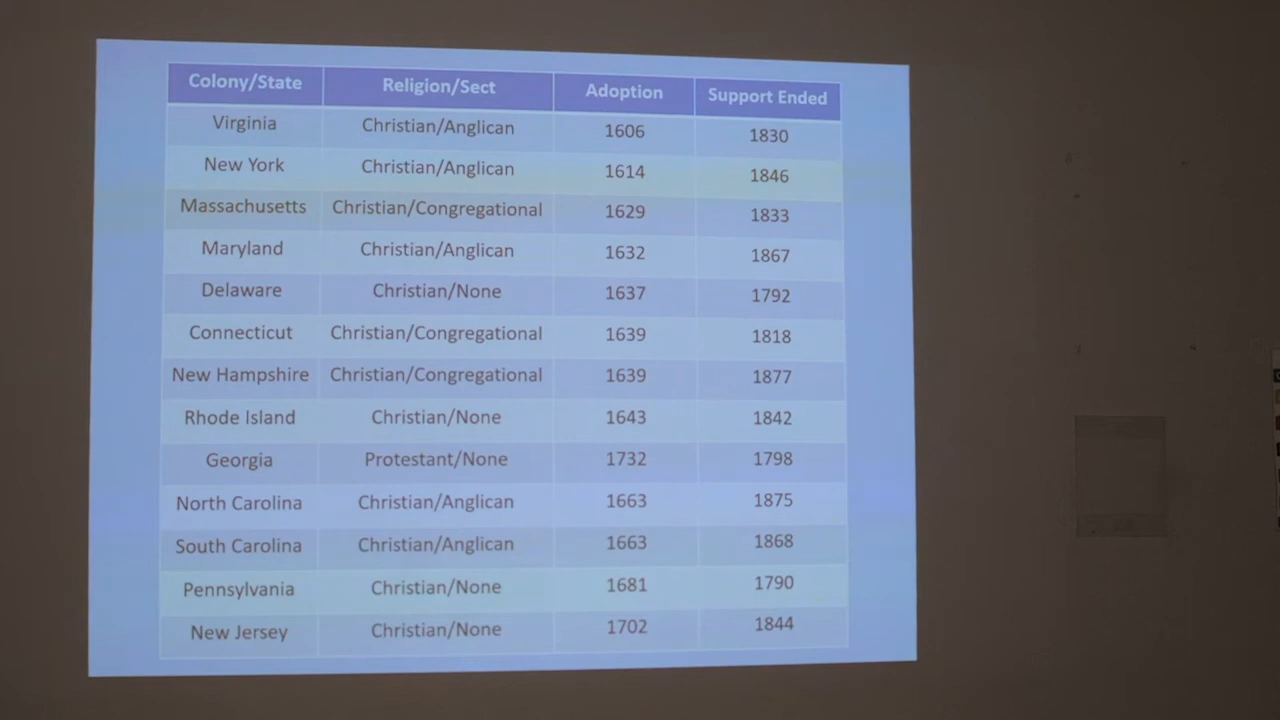 Colony/State Religion/Sect Adoption Support Ended
Virginia Christian/Anglican 1606 1830
New York Christian/Anglican 1614 1846
Massachusetts Christian/Congregational 1629 1833
Maryland Christian/Anglican 1632 1867
Delaware Christian/None 1637 1792
Connecticut Christian/Congregational 1639 1818
New Hampshire Christian/Congregational 1639 1877
Rhode Island Christian/None 1643 1842
Georgia Protestant/None 1732 1798
North Carolina Christian/Anglican 1663 1875
South Carolina Christian/Anglican 1663 1868
Pennsylvania Christian/None 1681 1790
New Jersey Christian/None 1702 1844